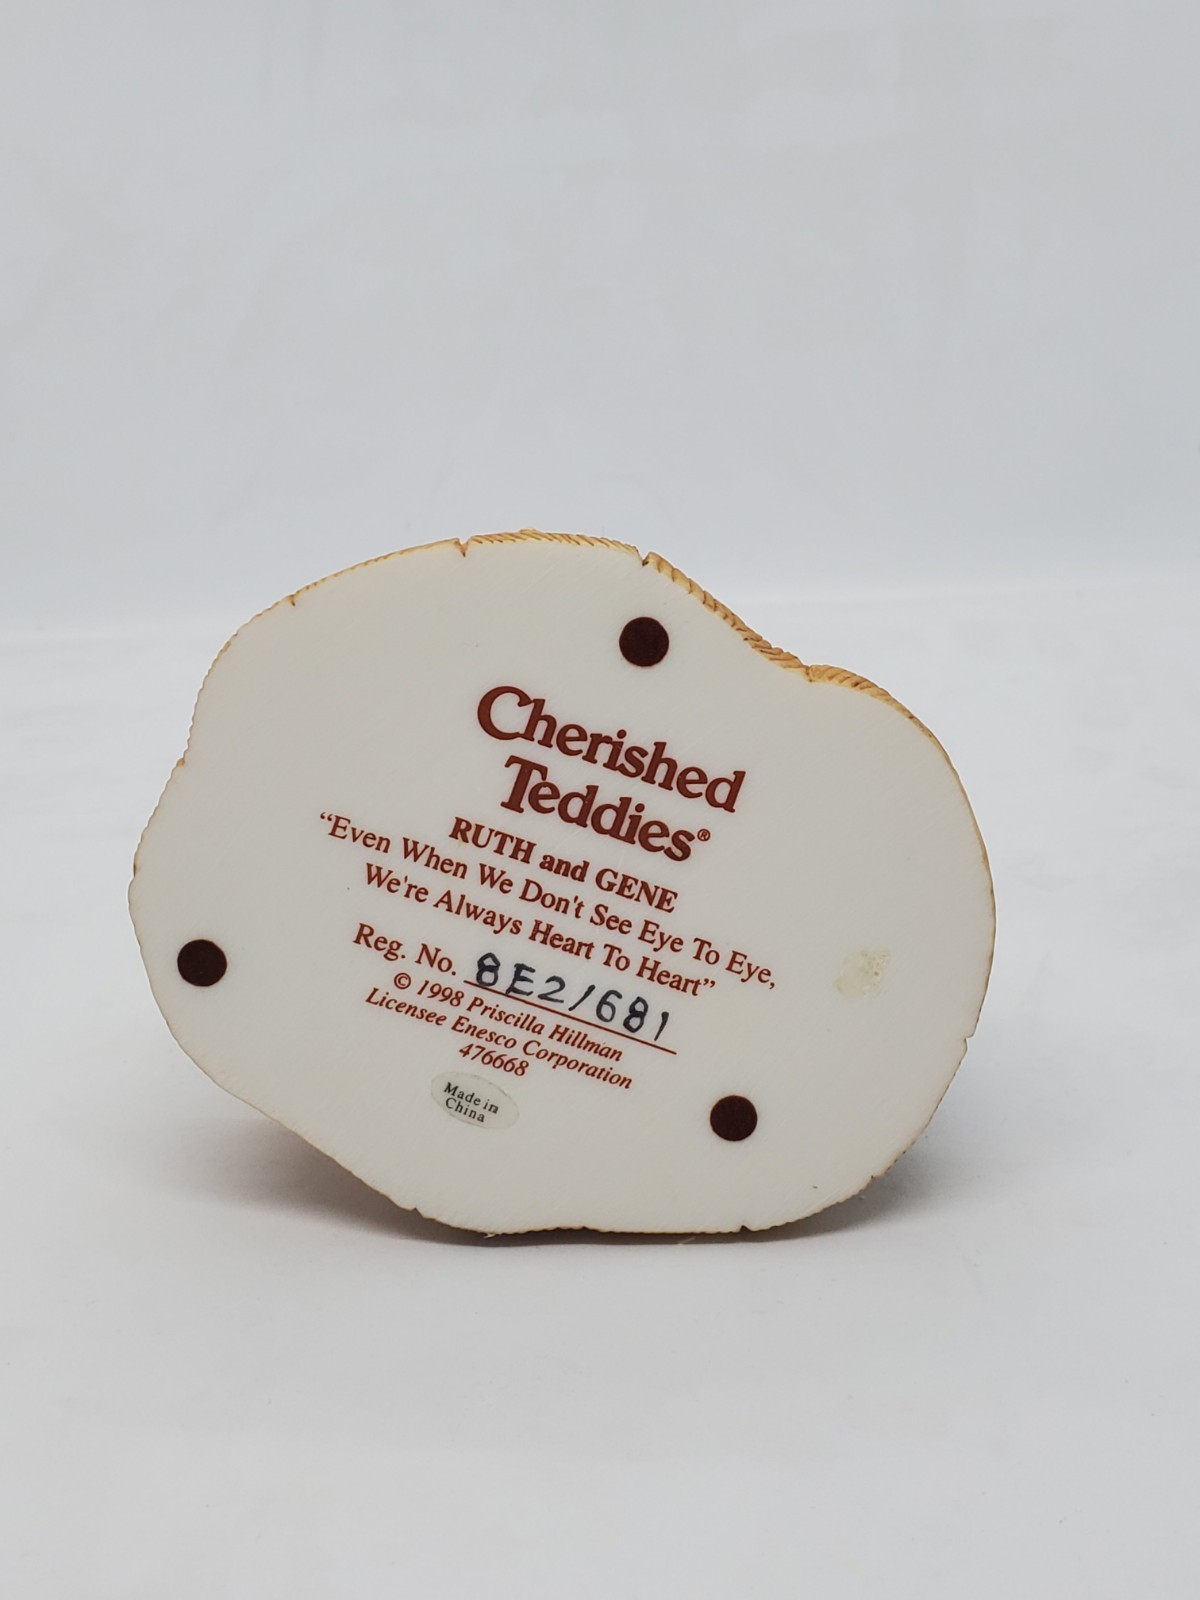 Cherished
Teddies®
RUTH and GENE
“Even When We Don't See Eye To Eye,
We're Always Heart To Heart”
Reg. No. 8E2/681
© 1998 Priscilla Hillman
Licensee Enesco Corporation
476668
Made in
China